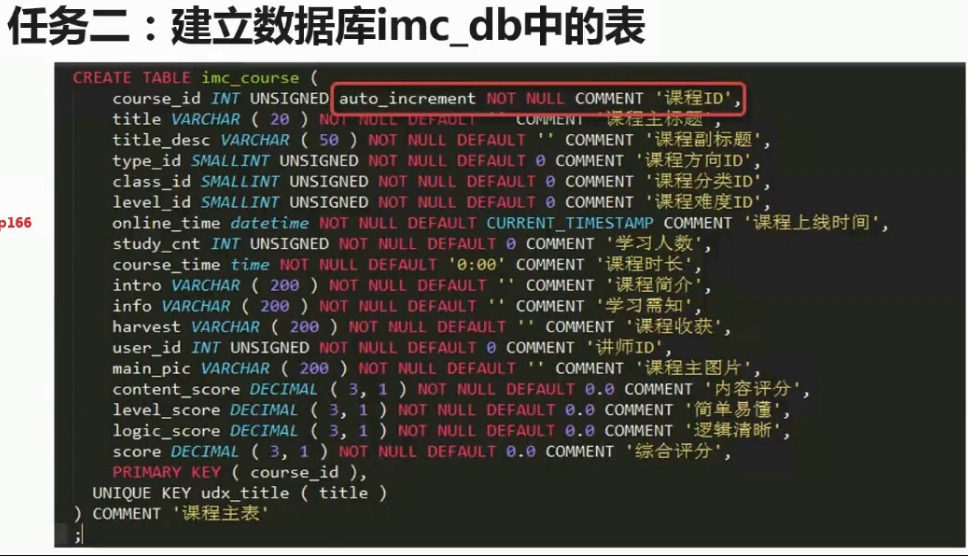 任务二：建立数据库imc_db中的表
CREATE TABLE imc_course (
course_id INT UNSIGNED auto_increment NOT NULL COMMENT '课程ID',
title VARCHAR ( 20 ) NOT NULL DEFAULT '' COMMENT '课程主标题',
title_desc VARCHAR ( 50 ) NOT NULL DEFAULT '' COMMENT '课程副标题',
type_id SMALLINT UNSIGNED NOT NULL DEFAULT 0 COMMENT '课程方向ID',
class_id SMALLINT UNSIGNED NOT NULL DEFAULT 0 COMMENT '课程分类ID',
level_id SMALLINT UNSIGNED NOT NULL DEFAULT 0 COMMENT '课程难度ID',
p166
online_time datetime NOT NULL DEFAULT CURRENT_TIMESTAMP COMMENT '课程上线时间',
study_cnt INT UNSIGNED NOT NULL DEFAULT 0 COMMENT '学习人数',
course_time time NOT NULL DEFAULT '0:00' COMMENT '课程时长',
intro VARCHAR ( 200 ) NOT NULL DEFAULT '' COMMENT '课程简介',
info VARCHAR ( 200 ) NOT NULL DEFAULT '' COMMENT '学习需知',
harvest VARCHAR ( 200 ) NOT NULL DEFAULT '' COMMENT '课程收获',
user_id INT UNSIGNED NOT NULL DEFAULT 0 COMMENT '讲师ID',
main_pic VARCHAR ( 200 ) NOT NULL DEFAULT '' COMMENT '课程主图片',
content_score DECIMAL ( 3, 1 ) NOT NULL DEFAULT 0.0 COMMENT '内容评分',
level_score DECIMAL ( 3, 1 ) NOT NULL DEFAULT 0.0 COMMENT '简单易懂',
logic_score DECIMAL ( 3, 1 ) NOT NULL DEFAULT 0.0 COMMENT '逻辑清晰',
score DECIMAL ( 3, 1 ) NOT NULL DEFAULT 0.0 COMMENT '综合评分',
PRIMARY KEY ( course_id ),
UNIQUE KEY udx_title ( title )
) COMMENT '课程主表'
;